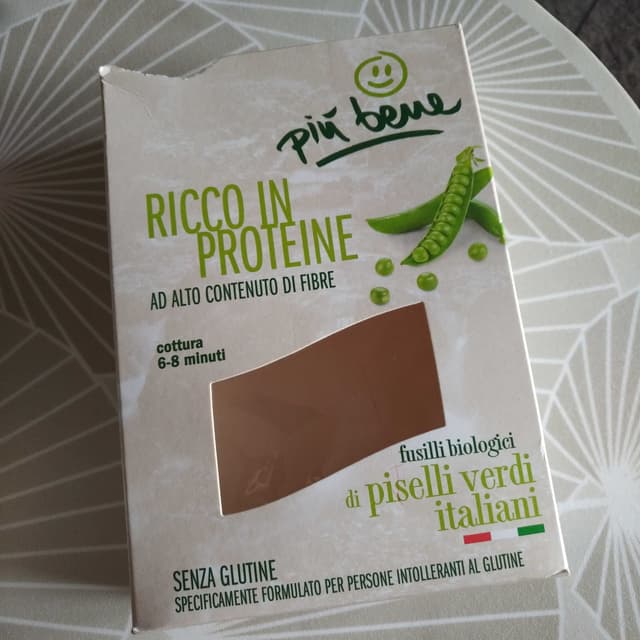 più bene
RICCO IN
PROTEINE
AD ALTO CONTENUTO DI FIBRE
cottura
6-8 minuti
fusilli biologici
di piselli verdi
italiani
SENZA GLUTINE
SPECIFICAMENTE FORMULATO PER PERSONE INTOLLERANTI AL GLUTINE